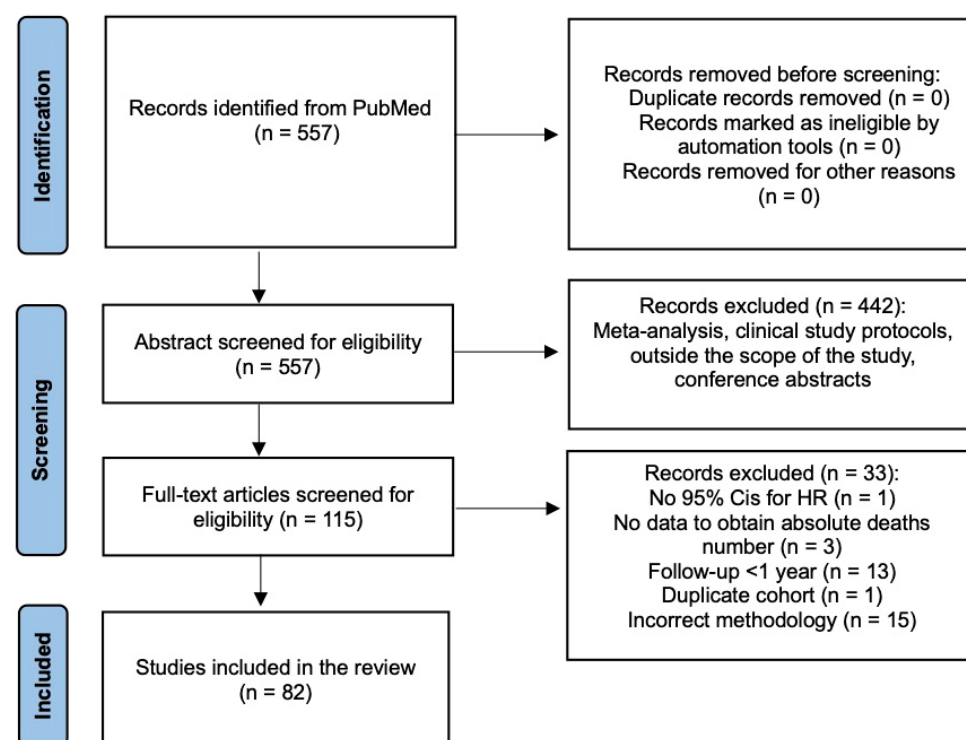 Identification
Records identified from PubMed
(n = 557)
Records removed before screening:
Duplicate records removed (n = 0)
Records marked as ineligible by
automation tools (n = 0)
Records removed for other reasons
(n = 0)
Screening
Abstract screened for eligibility
(n = 557)
Records excluded (n = 442):
Meta-analysis, clinical study protocols,
outside the scope of the study,
conference abstracts
Full-text articles screened for
eligibility (n = 115)
Records excluded (n = 33):
No 95% Cis for HR (n = 1)
No data to obtain absolute deaths
number (n = 3)
Follow-up <1 year (n = 13)
Duplicate cohort (n = 1)
Incorrect methodology (n = 15)
Included
Studies included in the review
(n = 82)